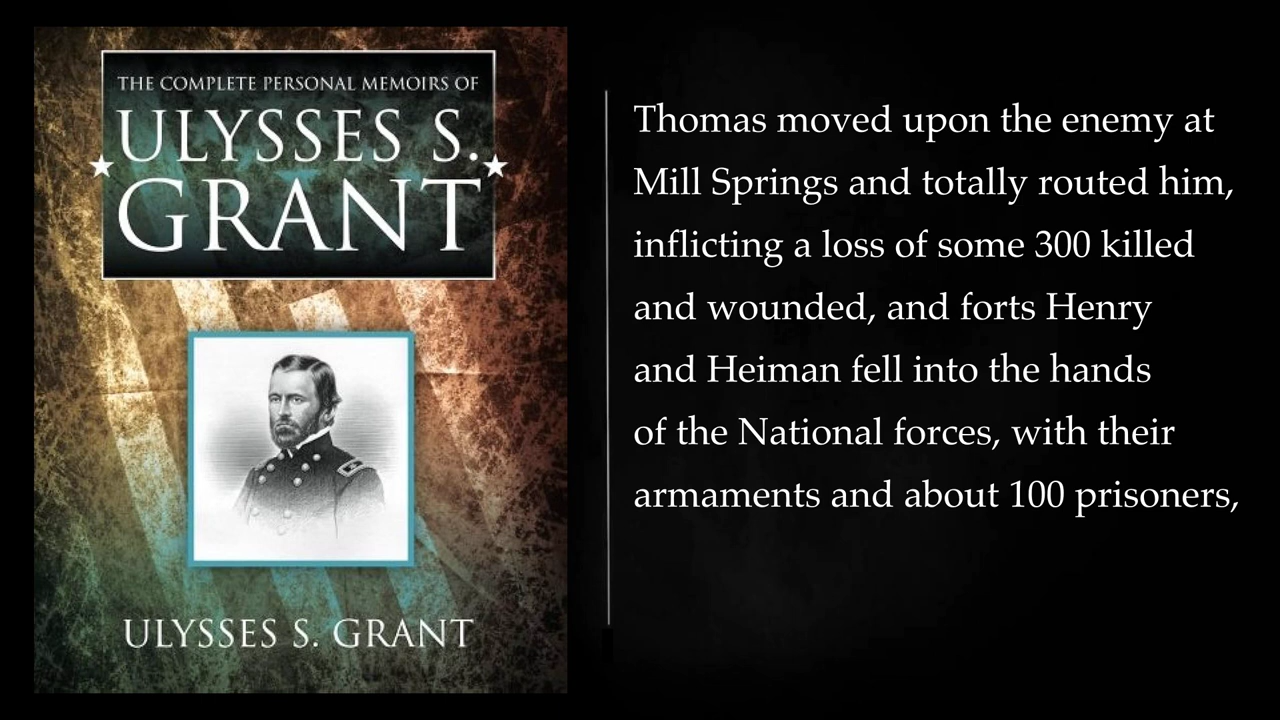 THE COMPLETE PERSONAL MEMOIRS OF
ULYSSES S.
GRANT
ULYSSES S. GRANT
Thomas moved upon the enemy at
Mill Springs and totally routed him,
inflicting a loss of some 300 killed
and wounded, and forts Henry
and Heiman fell into the hands
of the National forces, with their
armaments and about 100 prisoners,